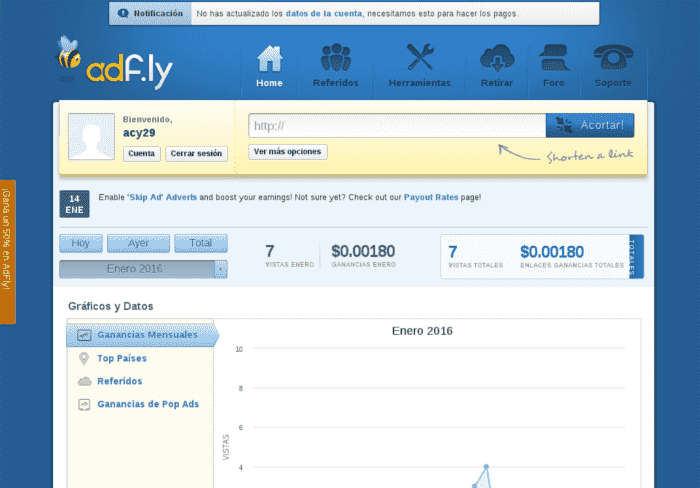 Notificación No has actualizado los datos de la cuenta, necesitamos esto para hacer los pagos.
adf.ly
Home Referidos Herramientas Retirar Foro Soporte
Bienvenido,
acy29
Cuenta Cerrar sesión
http:// Acortar!
Ver más opciones
Shorten a link
¡Gana un 50% en AdFly!
14
ENE
Enable 'Skip Ad' Adverts and boost your earnings! Not sure yet? Check out our Payout Rates page!
Hoy Ayer Total
Enero 2016
7
VISTAS ENERO
$0.00180
GANANCIAS ENERO
7
VISTAS TOTALES
$0.00180
ENLACES GANANCIAS TOTALES
TOTALES
Gráficos y Datos
Ganancias Mensuales
Top Países
Referidos
Ganancias de Pop Ads
Enero 2016
10
8
6
4
VISTAS